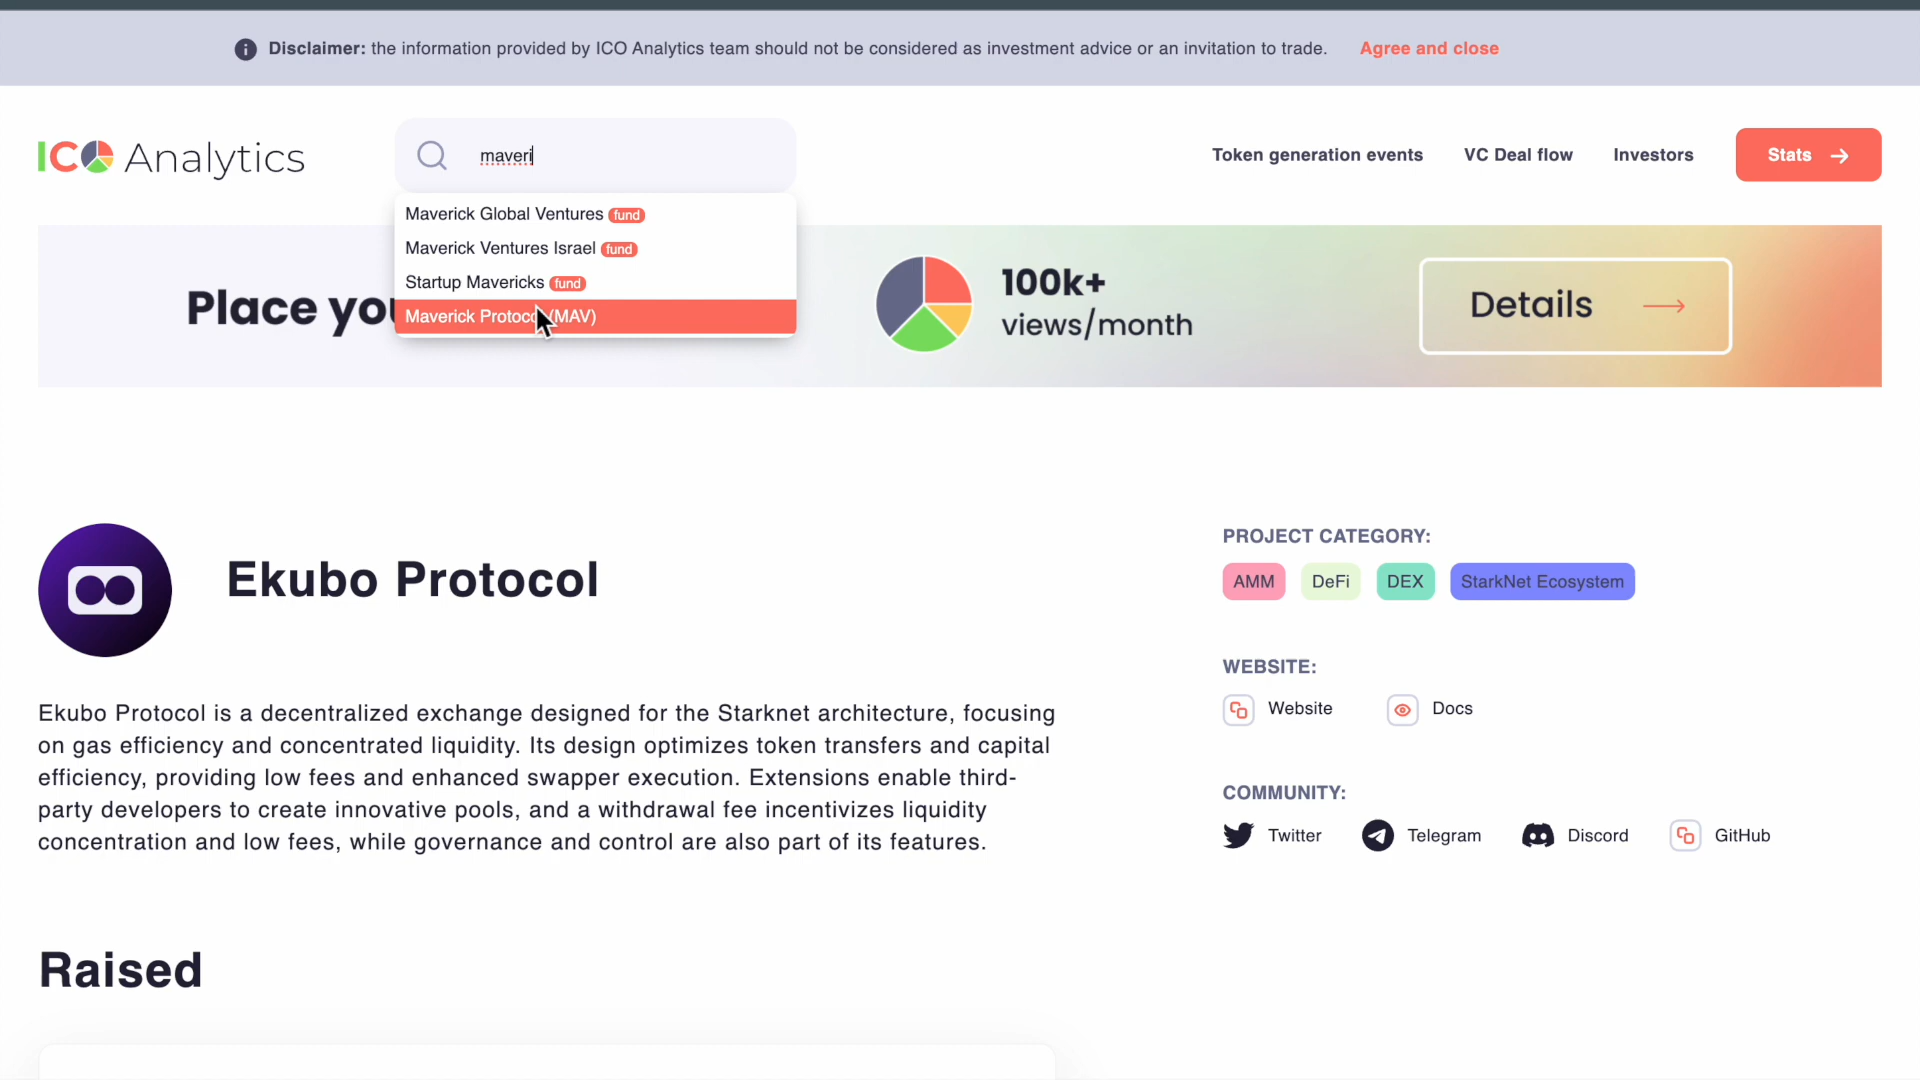 Disclaimer: the information provided by ICO Analytics team should not be considered as investment advice or an invitation to trade. Agree and close
ICO Analytics
maveri
Token generation events VC Deal flow Investors Stats
Maverick Global Ventures fund
Maverick Ventures Israel fund
Startup Mavericks fund
Maverick Protocol (MAV)
Place you
100k+
views/month
Details
Ekubo Protocol
Ekubo Protocol is a decentralized exchange designed for the Starknet architecture, focusing
on gas efficiency and concentrated liquidity. Its design optimizes token transfers and capital
efficiency, providing low fees and enhanced swapper execution. Extensions enable third-
party developers to create innovative pools, and a withdrawal fee incentivizes liquidity
concentration and low fees, while governance and control are also part of its features.
PROJECT CATEGORY:
AMM DeFi DEX StarkNet Ecosystem
WEBSITE:
Website Docs
COMMUNITY:
Twitter Telegram Discord GitHub
Raised